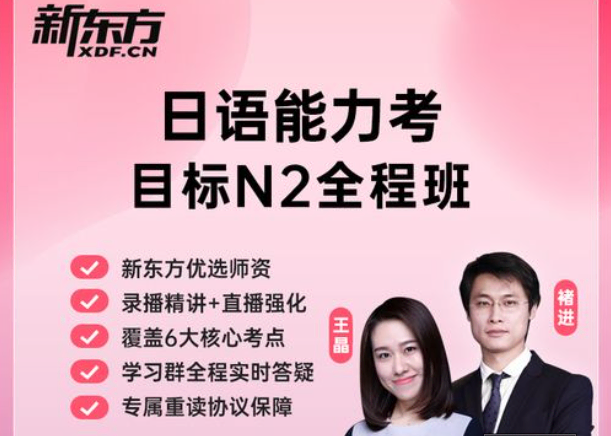 新东方
XDF.CN
日语能力考
目标N2全程班
新东方优选师资
录播精讲+直播强化
覆盖6大核心考点
学习群全程实时答疑
专属重读协议保障
王晶
褚进